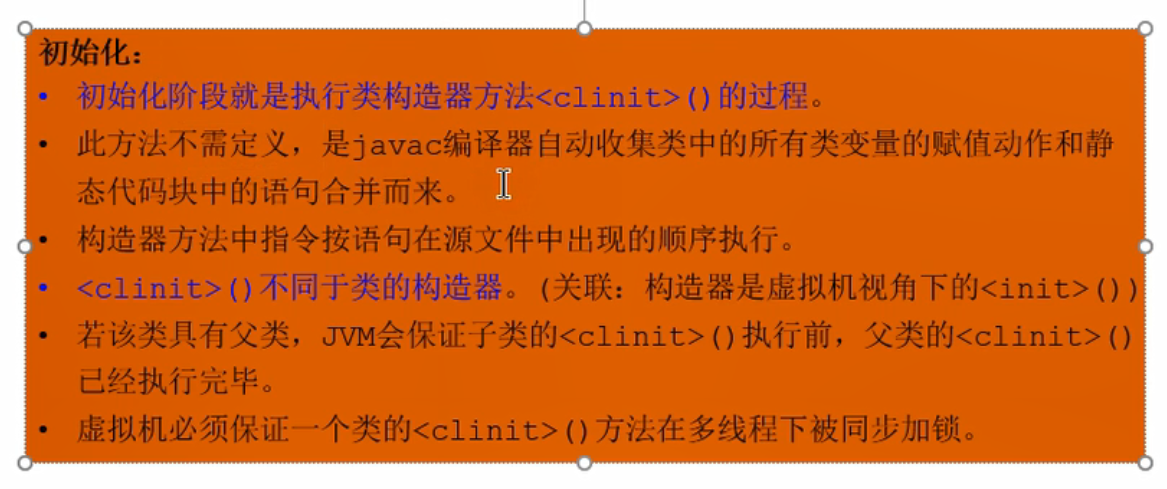 初始化：
• 初始化阶段就是执行类构造器方法<clinit>()的过程。
• 此方法不需定义，是javac编译器自动收集类中的所有类变量的赋值动作和静
态代码块中的语句合并而来。
• 构造器方法中指令按语句在源文件中出现的顺序执行。
• <clinit>()不同于类的构造器。(关联：构造器是虚拟机视角下的<init>())
• 若该类具有父类，JVM会保证子类的<clinit>()执行前，父类的<clinit>()
已经执行完毕。
• 虚拟机必须保证一个类的<clinit>()方法在多线程下被同步加锁。